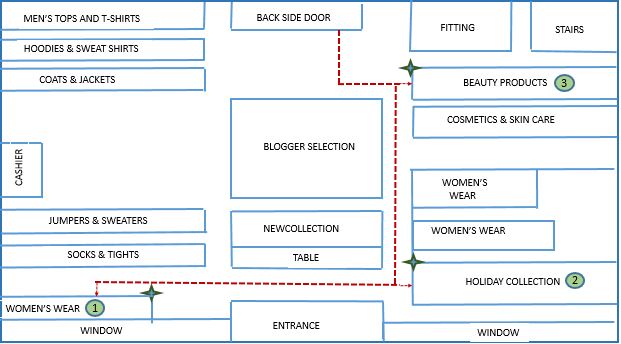 MEN'S TOPS AND T-SHIRTS
BACK SIDE DOOR
FITTING
STAIRS
HOODIES & SWEAT SHIRTS
COATS & JACKETS
BEAUTY PRODUCTS 3
COSMETICS & SKIN CARE
BLOGGER SELECTION
CASHIER
WOMEN'S
WEAR
JUMPERS & SWEATERS
NEWCOLLECTION
WOMEN'S WEAR
SOCKS & TIGHTS
TABLE
HOLIDAY COLLECTION 2
WOMEN'S WEAR 1
WINDOW
ENTRANCE
WINDOW